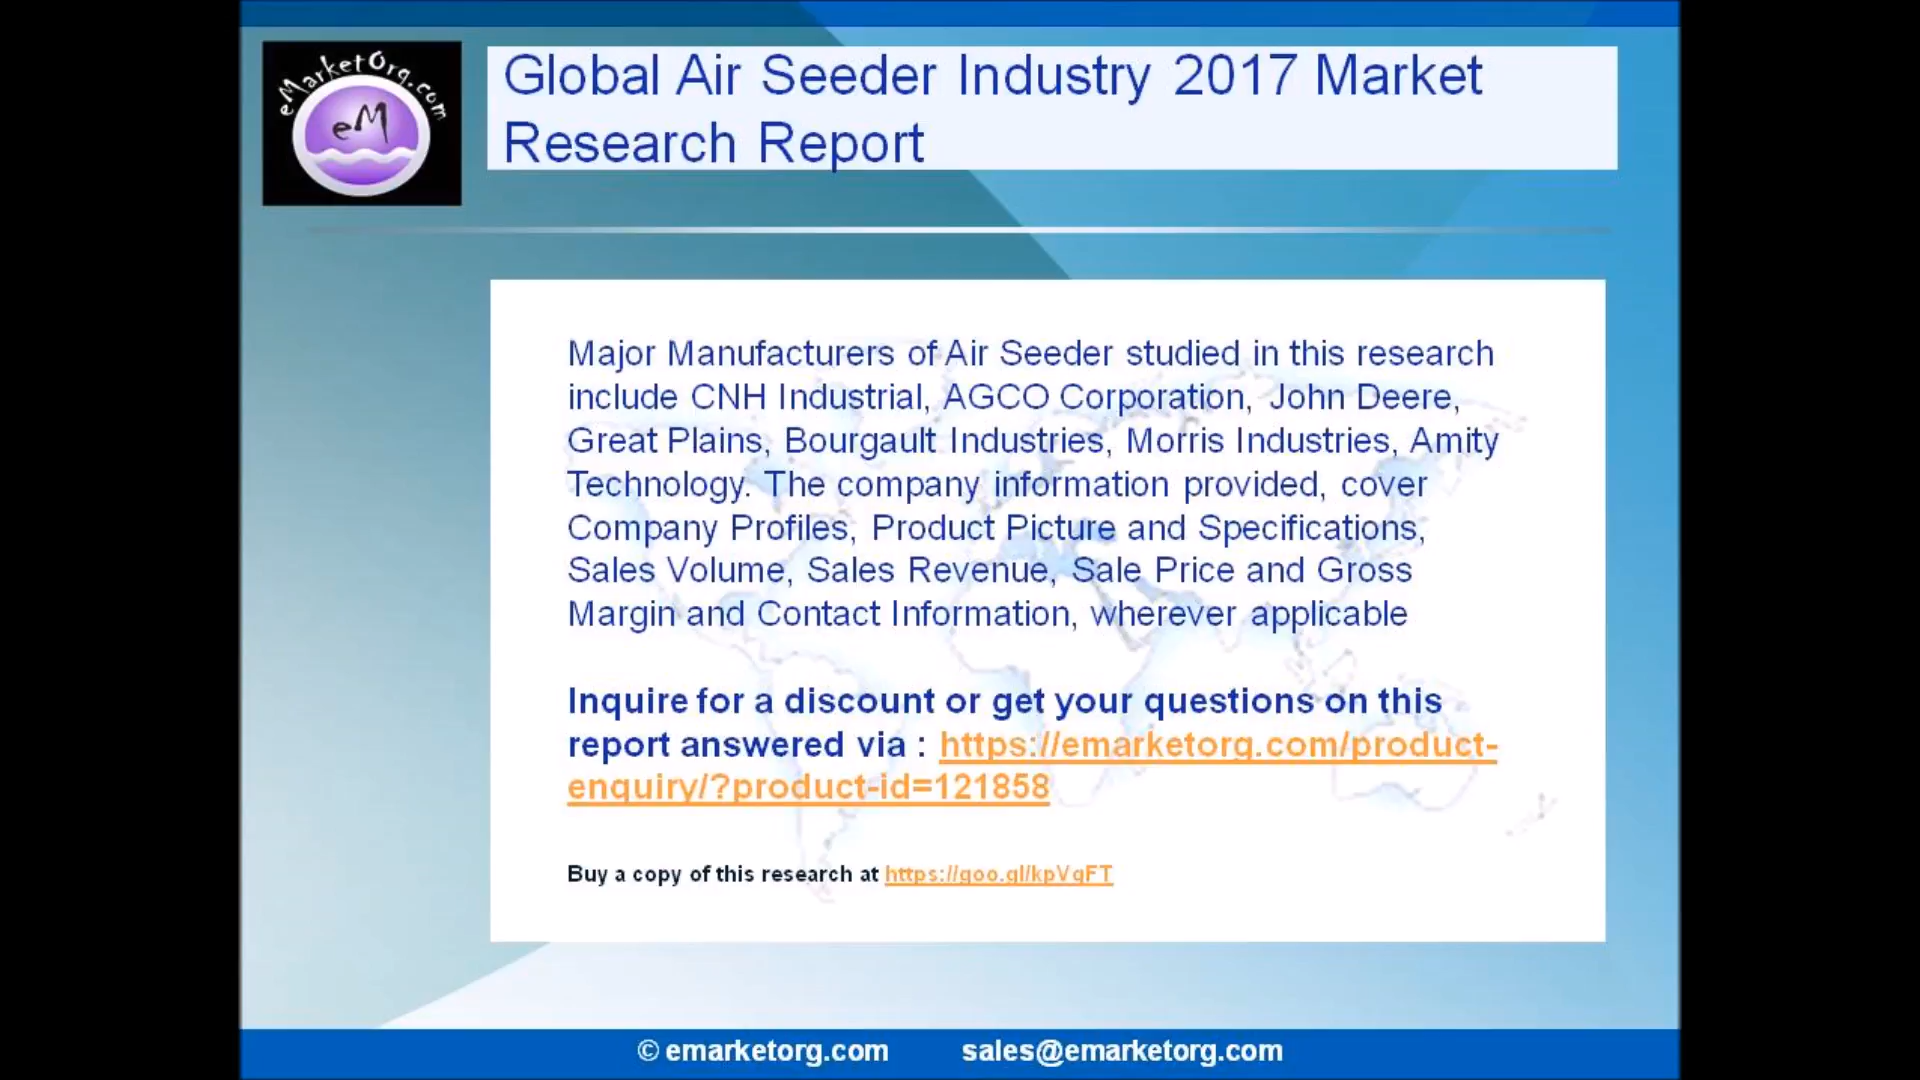 eMarketOrg.com
eM
Global Air Seeder Industry 2017 Market
Research Report
Major Manufacturers of Air Seeder studied in this research
include CNH Industrial, AGCO Corporation, John Deere,
Great Plains, Bourgault Industries, Morris Industries, Amity
Technology. The company information provided, cover
Company Profiles, Product Picture and Specifications,
Sales Volume, Sales Revenue, Sale Price and Gross
Margin and Contact Information, wherever applicable
Inquire for a discount or get your questions on this
report answered via : https://emarketorg.com/product-
enquiry/?product-id=121858
Buy a copy of this research at https://goo.gl/kpVgFT
© emarketorg.com sales@emarketorg.com